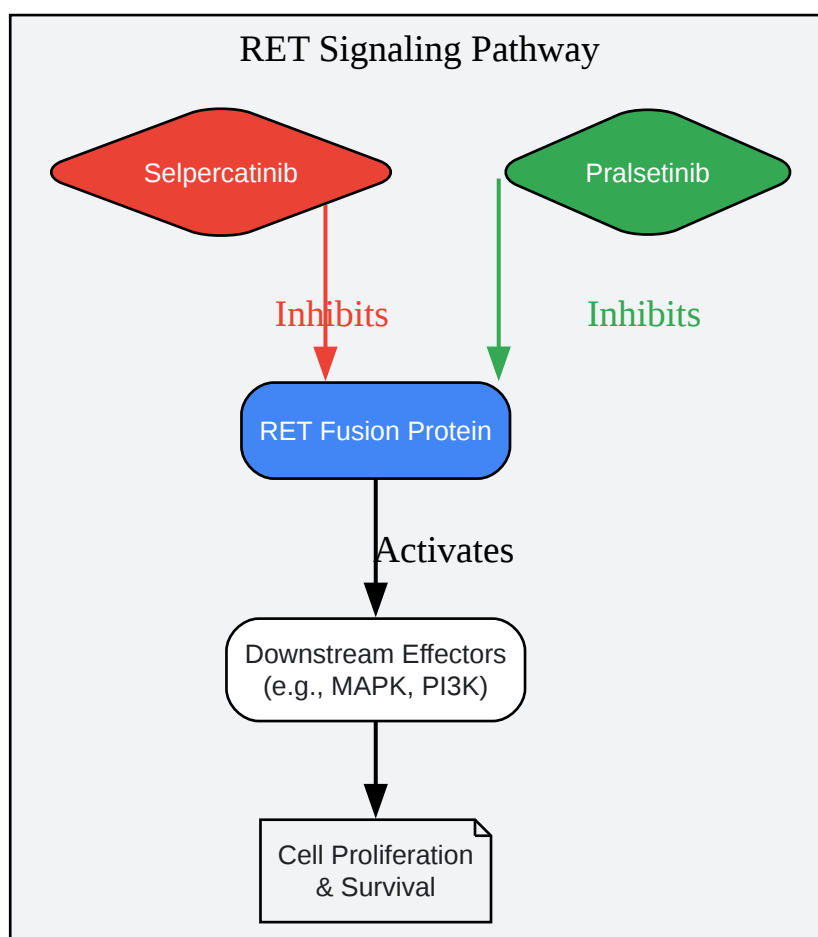 RET Signaling Pathway
Selpercatinib
Pralsetinib
Inhibits
Inhibits
RET Fusion Protein
Activates
Downstream Effectors
(e.g., MAPK, PI3K)
Cell Proliferation
& Survival